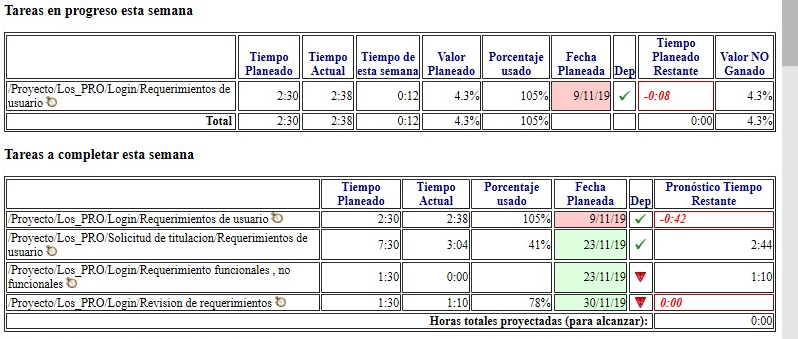 Tareas en progreso esta semana
Tiempo Planeado Tiempo Actual Tiempo de esta semana Valor Planeado Porcentaje usado Fecha Planeada Dep Tiempo Planeado Restante Valor NO Ganado
/Proyecto/Los_PRO/Login/Requerimientos de usuario 2:30 2:38 0:12 4.3% 105% 9/11/19 -0:08 4.3%
Total 2:30 2:38 0:12 4.3% 105% 0:00 4.3%
Tareas a completar esta semana
Tiempo Planeado Tiempo Actual Porcentaje usado Fecha Planeada Dep Pronóstico Tiempo Restante
/Proyecto/Los_PRO/Login/Requerimientos de usuario 2:30 2:38 105% 9/11/19 -0:42
/Proyecto/Los_PRO/Solicitud de titulacion/Requerimientos de usuario 7:30 3:04 41% 23/11/19 2:44
/Proyecto/Los_PRO/Login/Requerimiento funcionales , no funcionales 1:30 0:00 23/11/19 1:10
/Proyecto/Los_PRO/Login/Revision de requerimientos 1:30 1:10 78% 30/11/19 0:00
Horas totales proyectadas (para alcanzar): 0:00